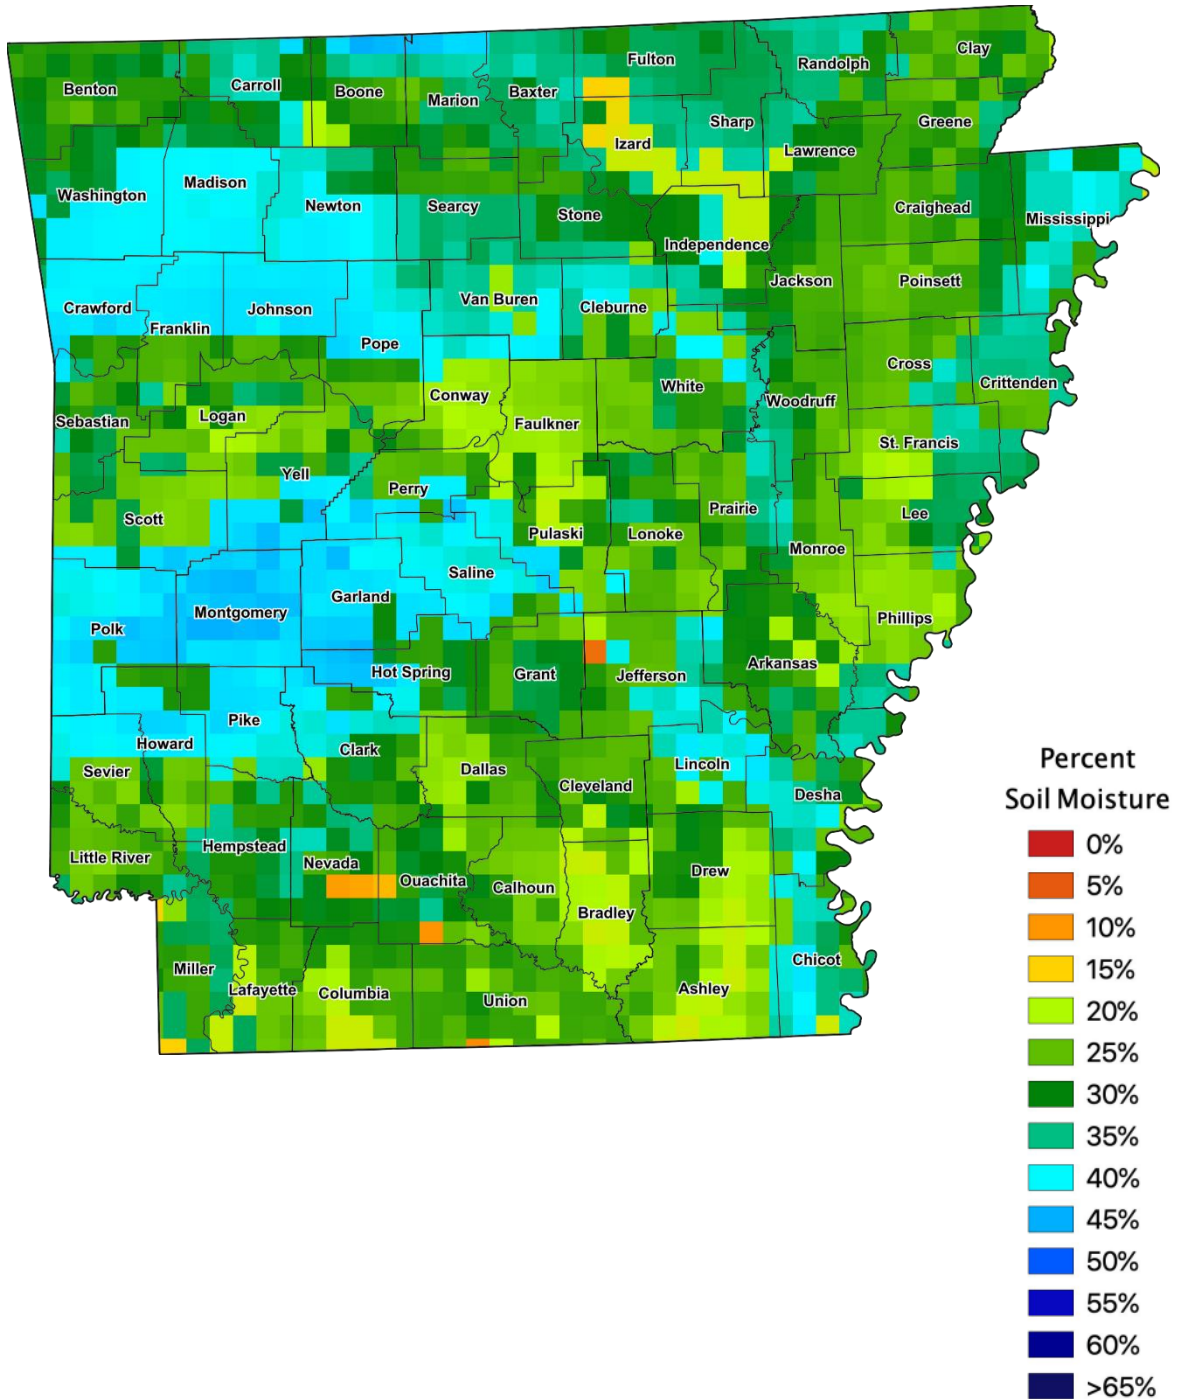 Clay
Fulton
Randolph
Carroll
Benton
Boone
Baxter
Marion
Greene
Sharp
Izard
Lawrence
Madison
Washington
Newton
Searcy
Craighead
Stone
Mississippi
Independence
Jackson
Poinsett
Van Buren
Crawford
Cleburne
Johnson
Franklin
Pope
Cross
Crittenden
White
Conway
Woodruff
Logan
Sebastian
Faulkner
St. Francis
Yell
Perry
Prairie
Lee
Scott
Pulaski
Lonoke
Monroe
Saline
Garland
Montgomery
Phillips
Polk
Arkansas
Hot Spring
Grant
Jefferson
Pike
Howard
Clark
Lincoln
Sevier
Dallas
Cleveland
Desha
Hempstead
Little River
Nevada
Drew
Ouachita
Calhoun
Bradley
Chicot
Miller
Lafayette
Columbia
Ashley
Union
Percent
Soil Moisture
0%
5%
10%
15%
20%
25%
30%
35%
40%
45%
50%
55%
60%
>65%